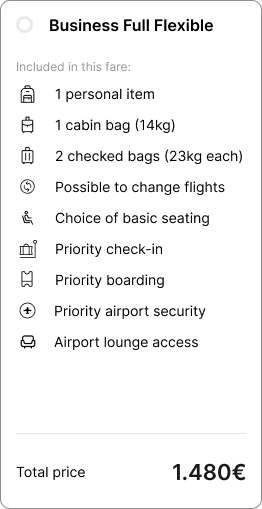 Business Full Flexible
Included in this fare:
1 personal item
1 cabin bag (14kg)
2 checked bags (23kg each)
Possible to change flights
Choice of basic seating
Priority check-in
Priority boarding
Priority airport security
Airport lounge access
Total price 1.480€